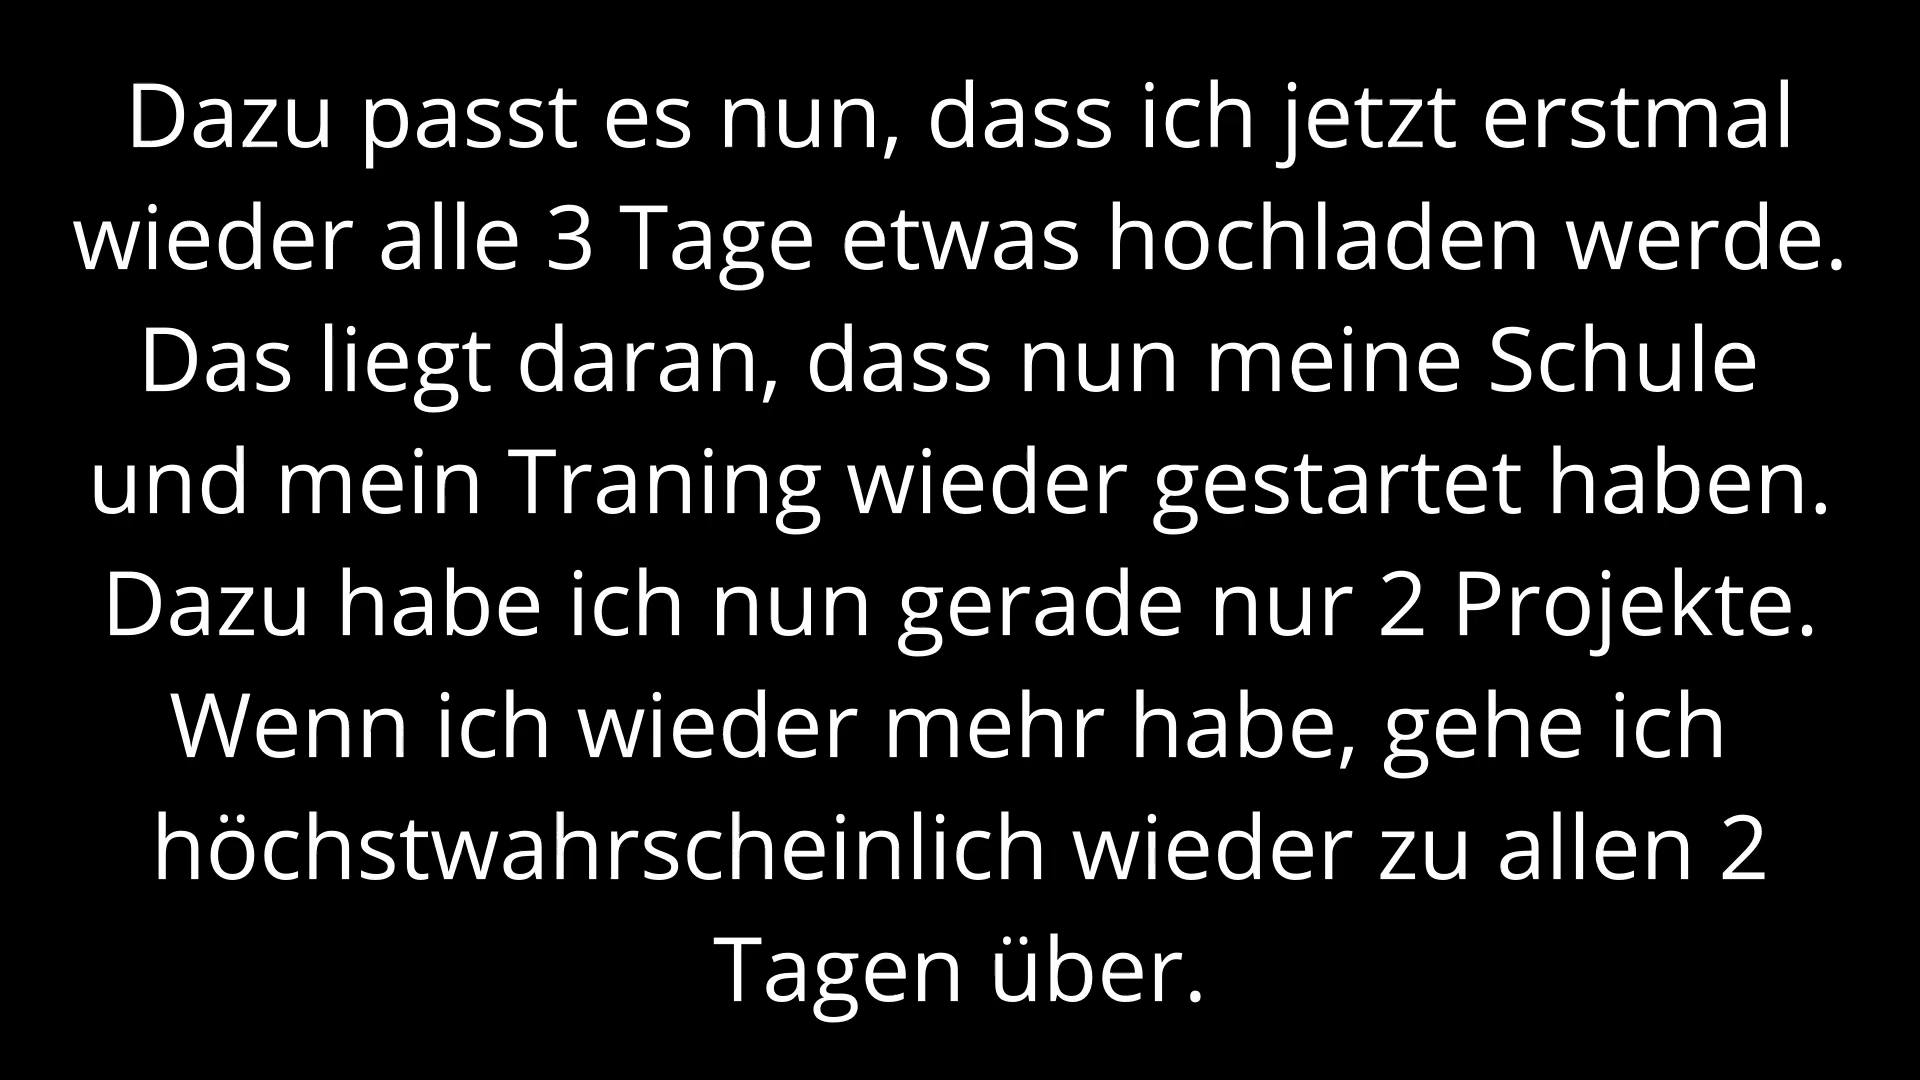 Dazu passt es nun, dass ich jetzt erstmal
wieder alle 3 Tage etwas hochladen werde.
Das liegt daran, dass nun meine Schule
und mein Traning wieder gestartet haben.
Dazu habe ich nun gerade nur 2 Projekte.
Wenn ich wieder mehr habe, gehe ich
höchstwahrscheinlich wieder zu allen 2
Tagen über.